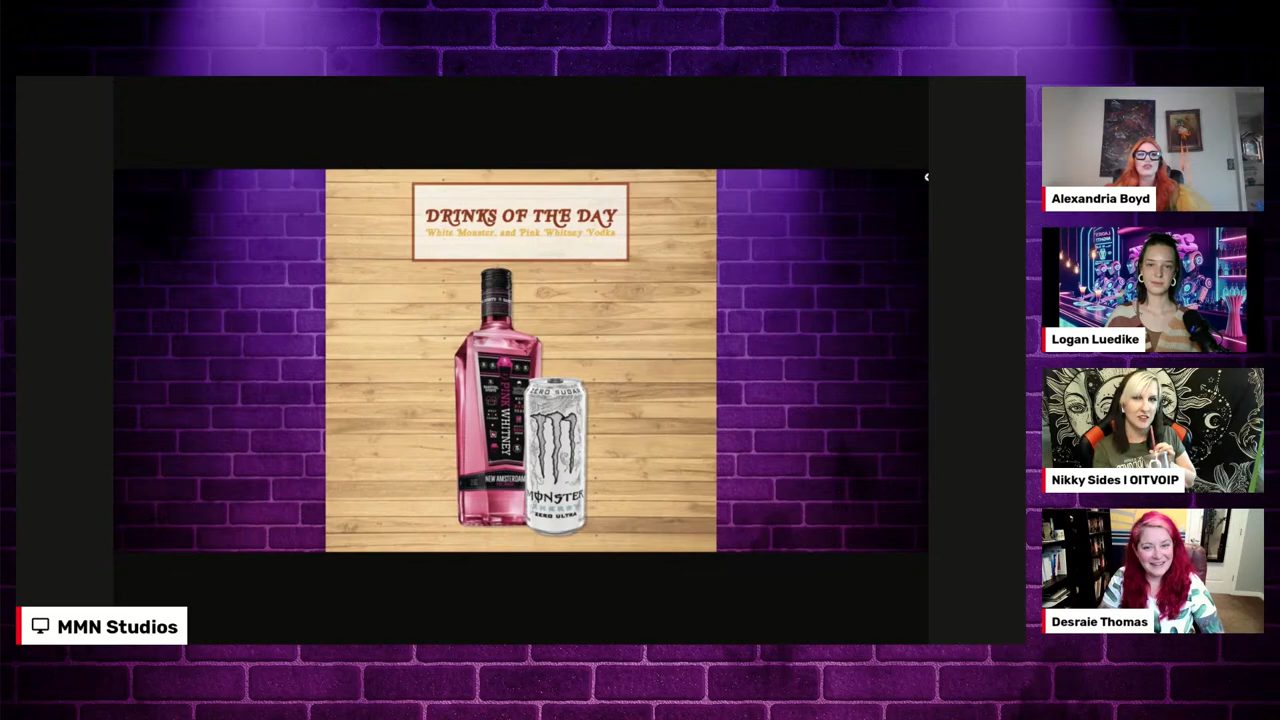 DRINKS OF THE DAY
White Monster, and Pink Whitney Vodka
PINK WHITNEY
NEW AMSTERDAM
ZERO SUGAR
MONSTER
ENERGY
ZERO ULTRA
MMN Studios
Alexandria Boyd
Logan Luedike
Nikky Sides I OITVOIP
Desraie Thomas